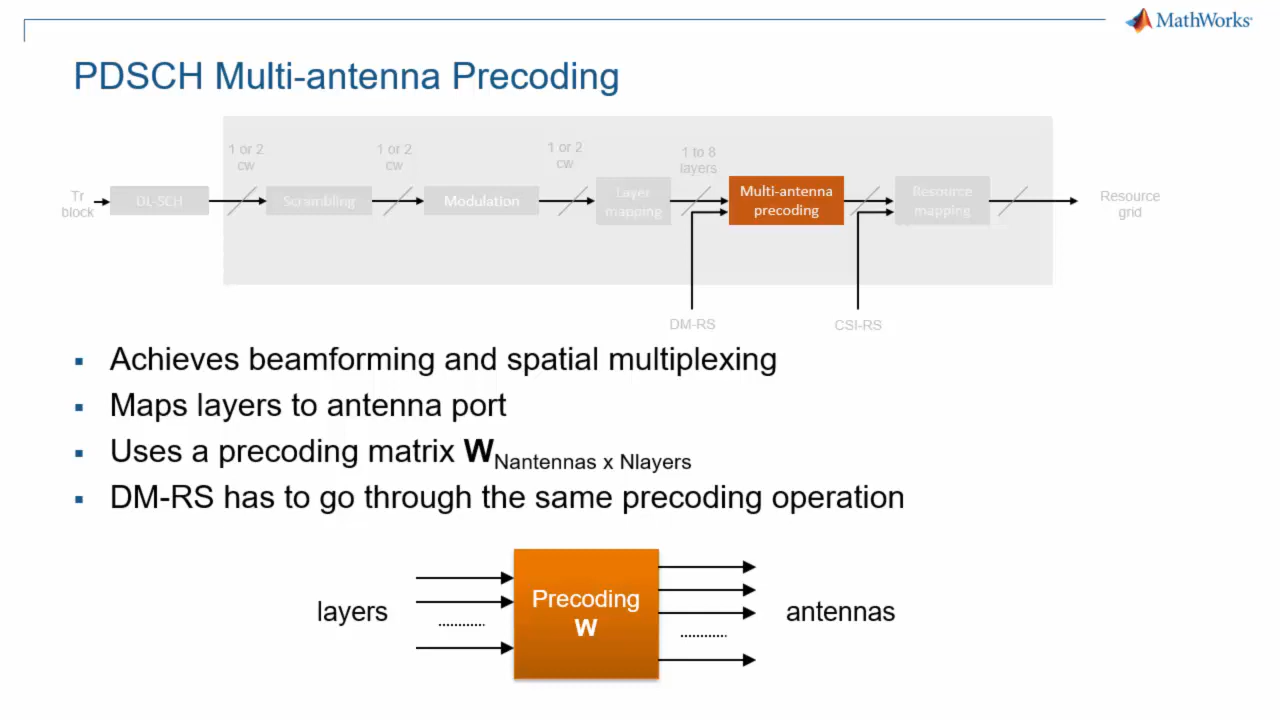 MathWorks
PDSCH Multi-antenna Precoding
1 or 2
cw
1 or 2
cw
1 or 2
cw
1 to 8
layers
Tr
block
DL-SCH
Scrambling
Modulation
Layer
mapping
Multi-antenna
precoding
Resource
mapping
Resource
grid
DM-RS
CSI-RS
▪ Achieves beamforming and spatial multiplexing
▪ Maps layers to antenna port
▪ Uses a precoding matrix W Nantennas x Nlayers
▪ DM-RS has to go through the same precoding operation
layers
Precoding
W
antennas